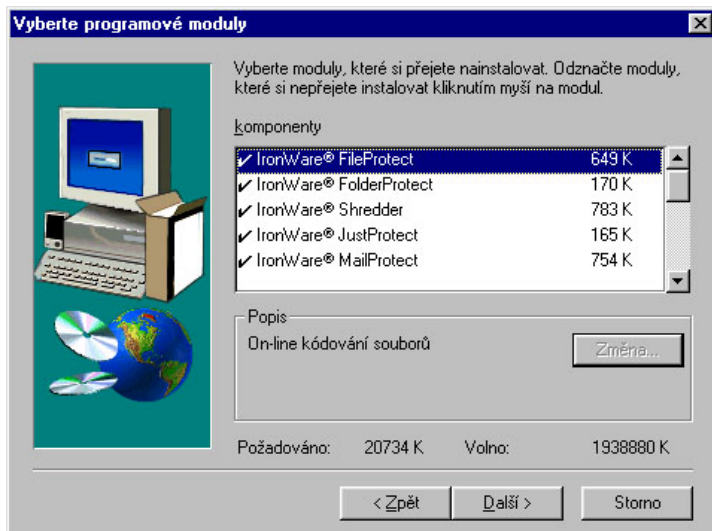 Vyberte programové moduly
Vyberte moduly, které si přejete nainstalovat. Odznačte moduly,
které si nepřejete instalovat kliknutím myší na modul.
komponenty
IronWare® FileProtect 649 K
IronWare® FolderProtect 170 K
IronWare® Shredder 783 K
IronWare® JustProtect 165 K
IronWare® MailProtect 754 K
Popis
On-line kódování souborů
Změna...
Požadováno: 20734 K Volno: 1938880 K
< Zpět Další > Storno